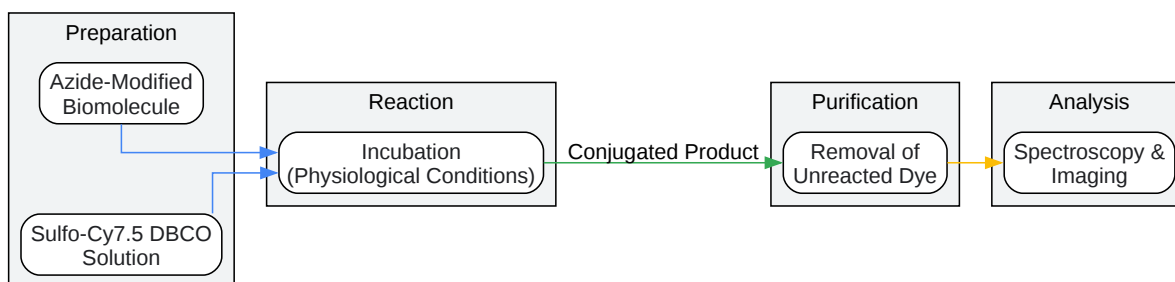 Preparation
Azide-Modified
Biomolecule
Sulfo-Cy7.5 DBCO
Solution
Reaction
Incubation
(Physiological Conditions)
Conjugated Product
Purification
Removal of
Unreacted Dye
Analysis
Spectroscopy &
Imaging